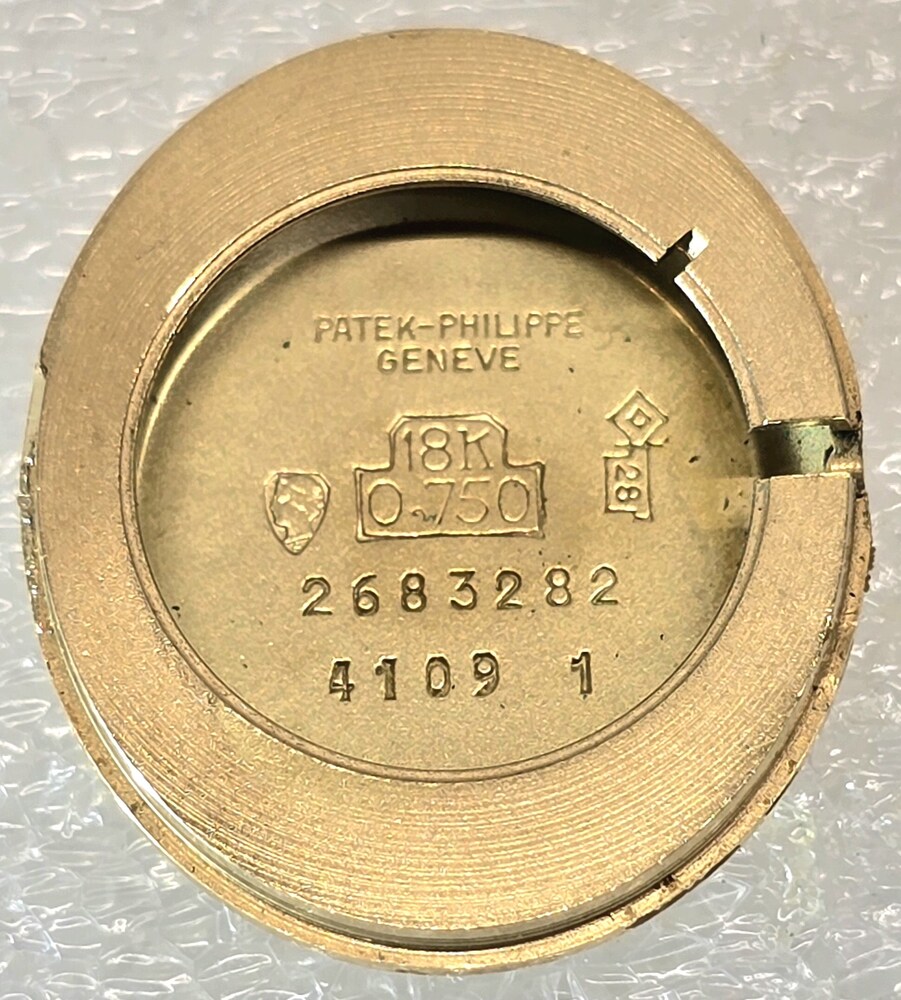 PATEK-PHILIPPE
GENEVE
18K
0.750
28
2683282
4109 1